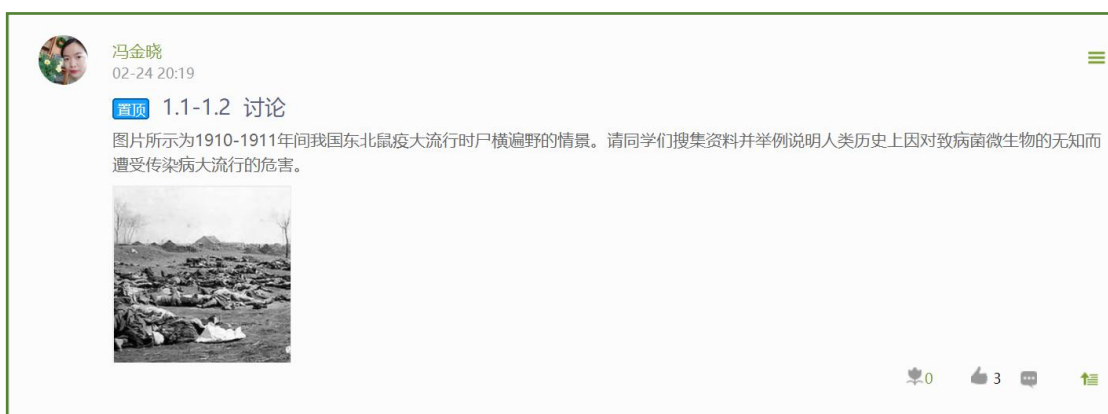 冯金晓
02-24 20:19
置顶 1.1-1.2 讨论
图片所示为1910-1911年间我国东北鼠疫大流行时尸横遍野的情景。请同学们搜集资料并举例说明人类历史上因对致病菌微生物的无知而
遭受传染病大流行的危害。
0 3